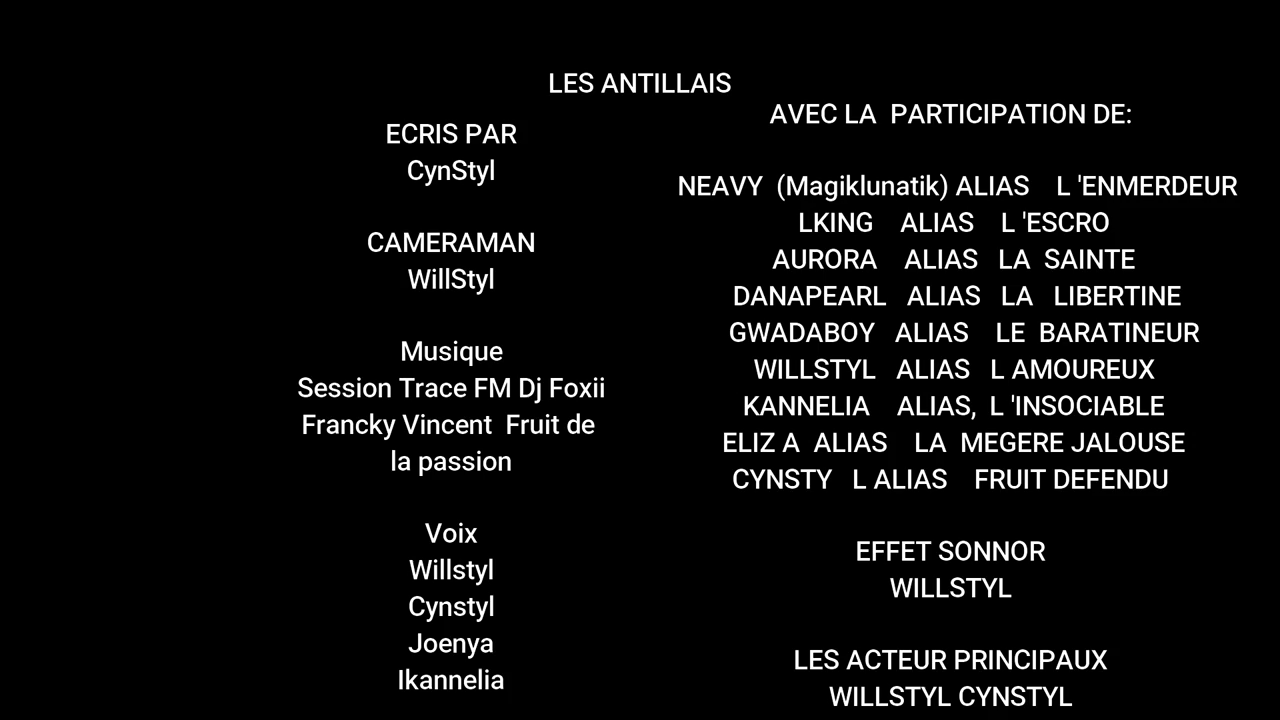 LES ANTILLAIS
ECRIS PAR
CynStyl
CAMERAMAN
WillStyl
Musique
Session Trace FM Dj Foxii
Francky Vincent  Fruit de
la passion
Voix
Willstyl
Cynstyl
Joenya
Ikannelia
AVEC LA  PARTICIPATION DE:
NEAVY  (Magiklunatik) ALIAS    L 'ENMERDEUR
LKING    ALIAS    L 'ESCRO
AURORA    ALIAS   LA  SAINTE
DANAPEARL   ALIAS   LA   LIBERTINE
GWADABOY   ALIAS    LE  BARATINEUR
WILLSTYL   ALIAS   L AMOUREUX
KANNELIA    ALIAS,  L 'INSOCIABLE
ELIZ A  ALIAS    LA  MEGERE JALOUSE
CYNSTY   L ALIAS    FRUIT DEFENDU
EFFET SONNOR
WILLSTYL
LES ACTEUR PRINCIPAUX
WILLSTYL CYNSTYL